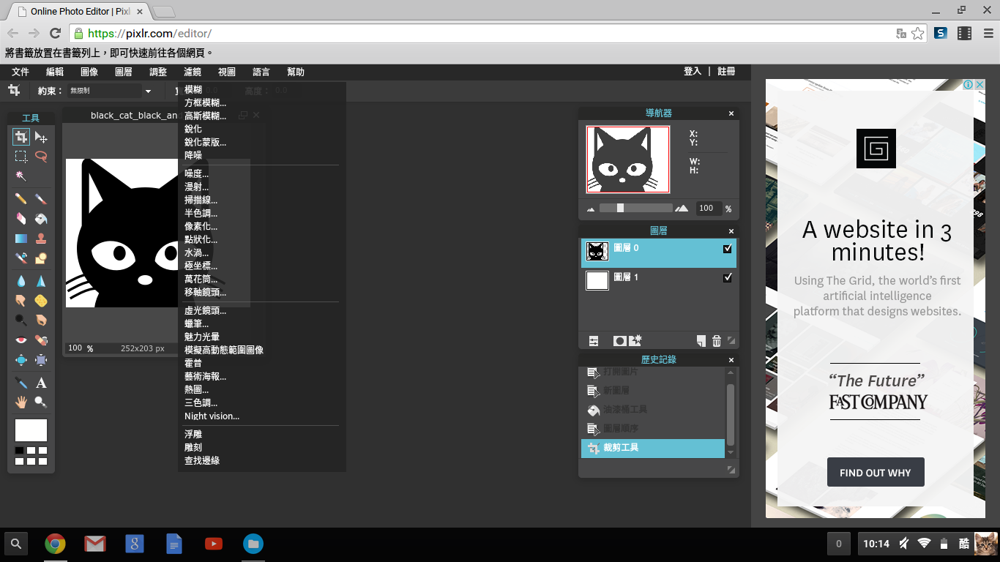 Online Photo Editor | Pixl
https://pixlr.com/editor/
將書籤放置在書籤列上，即可快速前往各個網頁。
文件 編輯 圖像 圖層 調整 濾鏡 視圖 語言 幫助 登入 | 註冊
約束： 無限制 高度： 0.0
工具
black_cat_black_and
模糊
方框模糊...
高斯模糊...
銳化
銳化蒙版...
降噪
噪度...
漫射...
掃描線...
半色調...
像素化...
點狀化...
水渦...
極坐標...
萬花筒...
移軸鏡頭...
虛光鏡頭...
蠟筆...
魅力光暈
模擬高動態範圍圖像
霍普
藝術海報...
熱圖...
三色調...
Night vision...
浮雕
雕刻
查找邊緣
100 % 252x203 px
A
導航器
X:
Y:
W:
H:
100 %
圖層
圖層 0
圖層 1
歷史記錄
打開圖片
新圖層
油漆桶工具
圖層順序
裁剪工具
A website in 3
minutes!
Using The Grid, the world's first
artificial intelligence
platform that designs websites.
“The Future”
FAST COMPANY
FIND OUT WHY
0 10:14 酷